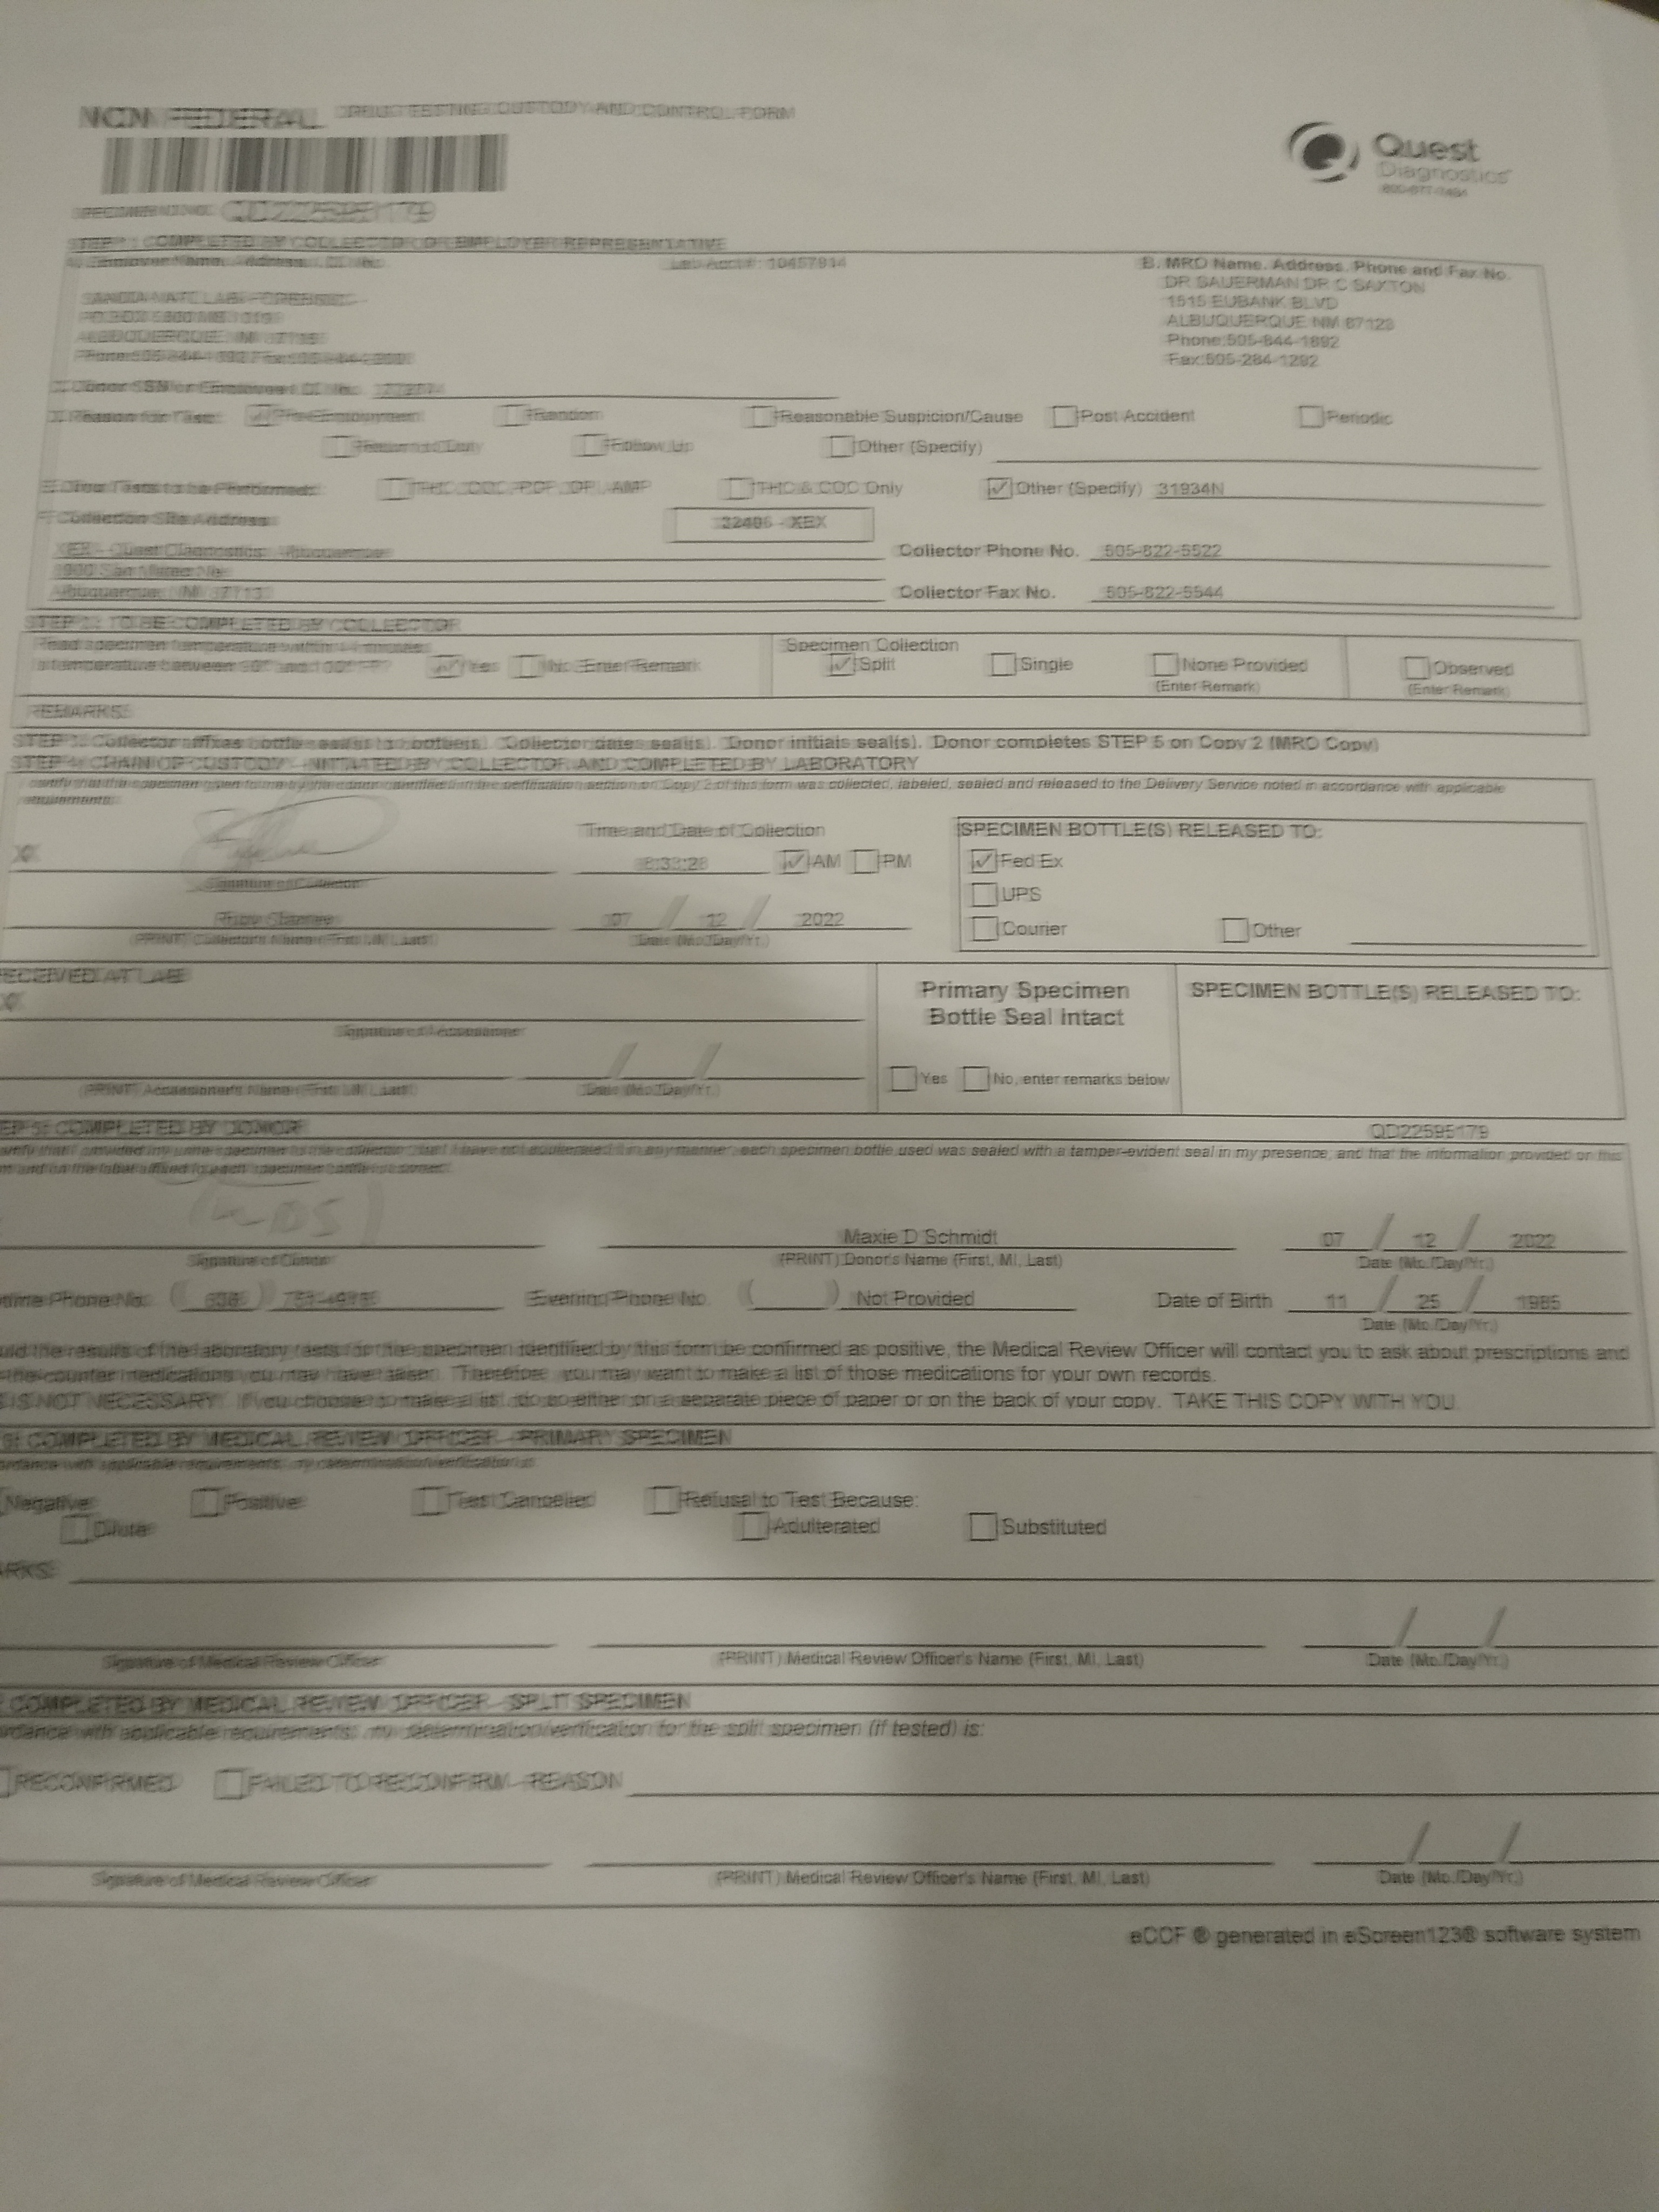 NON FEDERAL DRUG TESTING CUSTODY AND CONTROL FORM
Quest
Diagnostics
SPECIMEN ID NO. QD22595179
STEP 1: COMPLETED BY COLLECTOR OR EMPLOYER REPRESENTATIVE
Employer Name, Address, I.D. No. Lab Acct #: 10457914 B. MRO Name, Address, Phone and Fax No.
SANDIA NATL LAB - FORENSIC DR SAUERMAN DR C SAXTON
1515 EUBANK BLVD
ALBUQUERQUE NM 87123
Phone:505-844-1692
Fax:505-284-1292
Donor SSN or Employee I.D. No.
Reason for Test: ✓ Pre-Employment Random Reasonable Suspicion/Cause Post Accident Periodic
Return to Duty Follow Up Other (Specify)
Drug Tests to be Performed: THC, COC, PCP, OPI, AMP THC & COC Only ✓ Other (Specify) 31934N
Collection Site Address 22486 - XEX
Quest Diagnostics Albuquerque Collector Phone No. 505-822-5522
Collector Fax No. 505-822-5544
STEP 2: TO BE COMPLETED BY COLLECTOR
Read specimen temperature within 4 minutes. Specimen Collection
Is temperature between 90° and 100° F? ✓ Yes No, Enter Remark ✓ Split Single None Provided Observed
(Enter Remark) (Enter Remark)
REMARKS:
STEP 3: Collector affixes bottle seal(s) to bottle(s). Collector dates seal(s). Donor initials seal(s). Donor completes STEP 5 on Copy 2 (MRO Copy)
STEP 4: CHAIN OF CUSTODY - INITIATED BY COLLECTOR AND COMPLETED BY LABORATORY
certify that the specimen given to me by the donor identified in the certification section on Copy 2 of this form was collected, labeled, sealed and released to the Delivery Service noted in accordance with applicable
requirements.
Time and Date of Collection SPECIMEN BOTTLE(S) RELEASED TO:
X 8:33:28 ✓ AM PM ✓ Fed Ex
Signature of Collector UPS
07 / 12 / 2022 Courier Other
(PRINT) Collector's Name (First, MI, Last) Date (Mo./Day/Yr.)
RECEIVED AT LAB Primary Specimen SPECIMEN BOTTLE(S) RELEASED TO:
X Bottle Seal Intact
Signature of Accessioner
Yes No, enter remarks below
(PRINT) Accessioner's Name (First, MI, Last) Date (Mo./Day/Yr.)
COMPLETED BY DONOR QD22595179
that I provided my urine specimen to the collector; that I have not adulterated it in any manner; each specimen bottle used was sealed with a tamper-evident seal in my presence; and that the information provided on this
and on the label affixed to each specimen bottle is correct.
Maxie D Schmidt 07 / 12 / 2022
Signature of Donor (PRINT) Donor's Name (First, MI, Last) Date (Mo./Day/Yr.)
Phone No. Evening Phone No. ( ) Not Provided Date of Birth 11 / 25 / 1985
Date (Mo./Day/Yr.)
the results of the laboratory tests for the specimen identified by this form be confirmed as positive, the Medical Review Officer will contact you to ask about prescriptions and
the-counter medications you may have taken. Therefore, you may want to make a list of those medications for your own records.
IS NOT NECESSARY. If you choose to make a list, do so either on a separate piece of paper or on the back of your copy. TAKE THIS COPY WITH YOU.
COMPLETED BY MEDICAL REVIEW OFFICER - PRIMARY SPECIMEN
with applicable requirements, my determination/verification is:
Negative Positive Test Cancelled Refusal to Test Because:
Dilute Adulterated Substituted
Signature of Medical Review Officer (PRINT) Medical Review Officer's Name (First, MI, Last) Date (Mo./Day/Yr.)
COMPLETED BY MEDICAL REVIEW OFFICER - SPLIT SPECIMEN
with applicable requirements, my determination/verification for the split specimen (if tested) is:
RECONFIRMED FAILED TO RECONFIRM - REASON
Signature of Medical Review Officer (PRINT) Medical Review Officer's Name (First, MI, Last) Date (Mo./Day/Yr.)
eCCF ® generated in eScreen123® software system